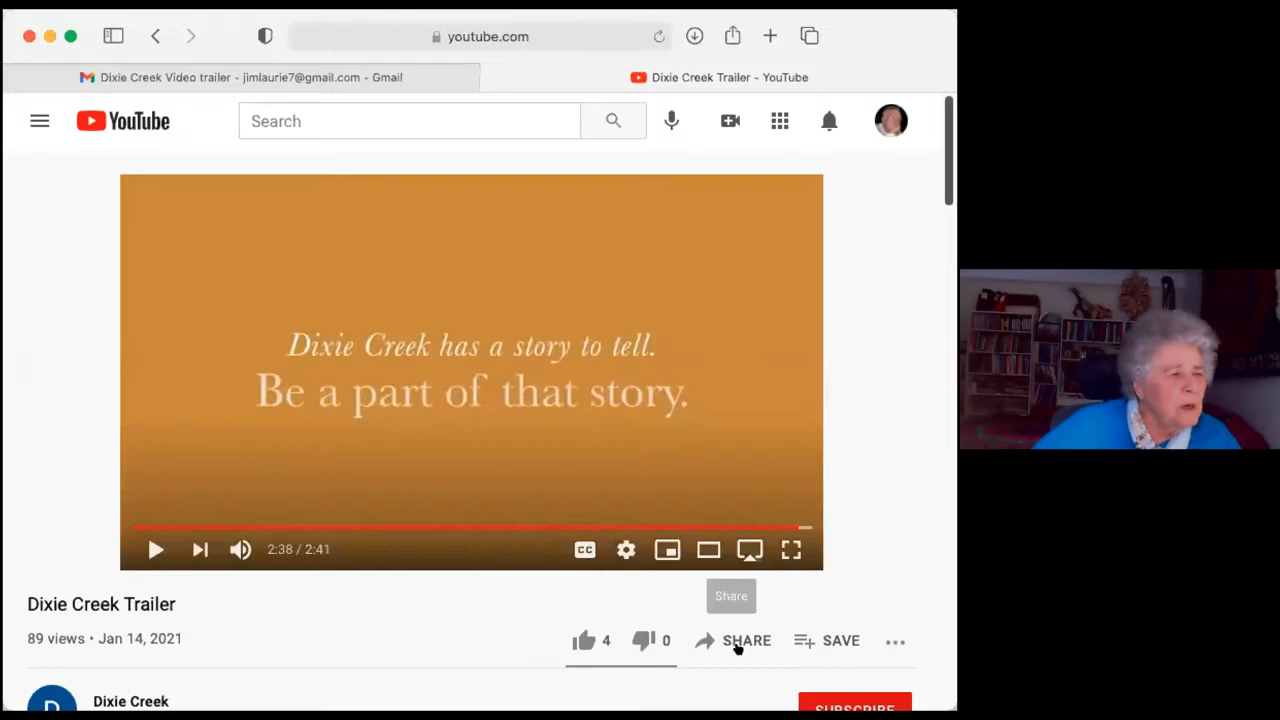 youtube.com
Dixie Creek Video trailer - jimlaurie7@gmail.com - Gmail
Dixie Creek Trailer - YouTube
YouTube
Search
Dixie Creek has a story to tell.
Be a part of that story.
CC
2:38 / 2:41
Share
Dixie Creek Trailer
89 views • Jan 14, 2021
4
0
SHARE
SAVE
D
Dixie Creek
SUBSCRIBE